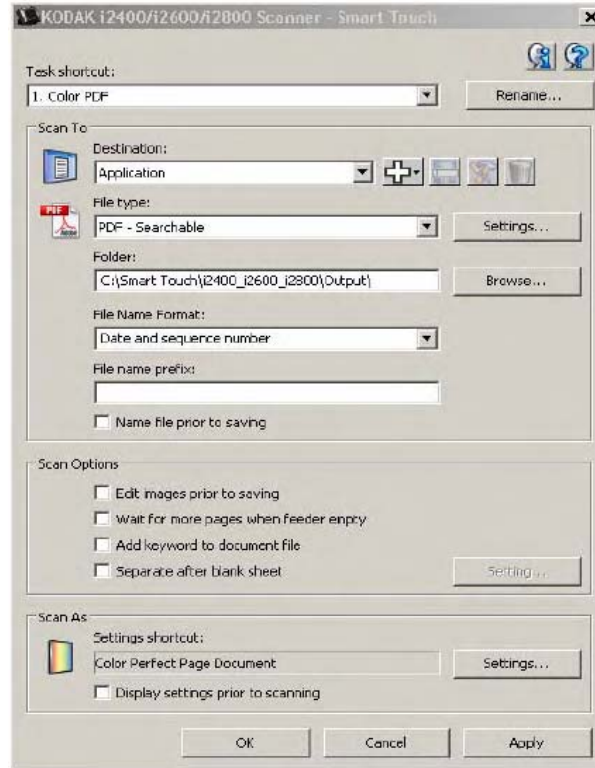 KODAK i2400/i2600/i2800 Scanner - Smart Touch
Task shortcut:
1. Color PDF
Rename...
Scan To
Destination:
Application
File type:
PDF - Searchable
Settings...
Folder:
C:\Smart Touch\i2400_i2600_i2800\Output\
Browse...
File Name Format:
Date and sequence number
File name prefix:
Name file prior to saving
Scan Options
Edit images prior to saving
Wait for more pages when feeder empty
Add keyword to document file
Separate after blank sheet
Setting...
Scan As
Settings shortcut:
Color Perfect Page Document
Settings...
Display settings prior to scanning
OK
Cancel
Apply